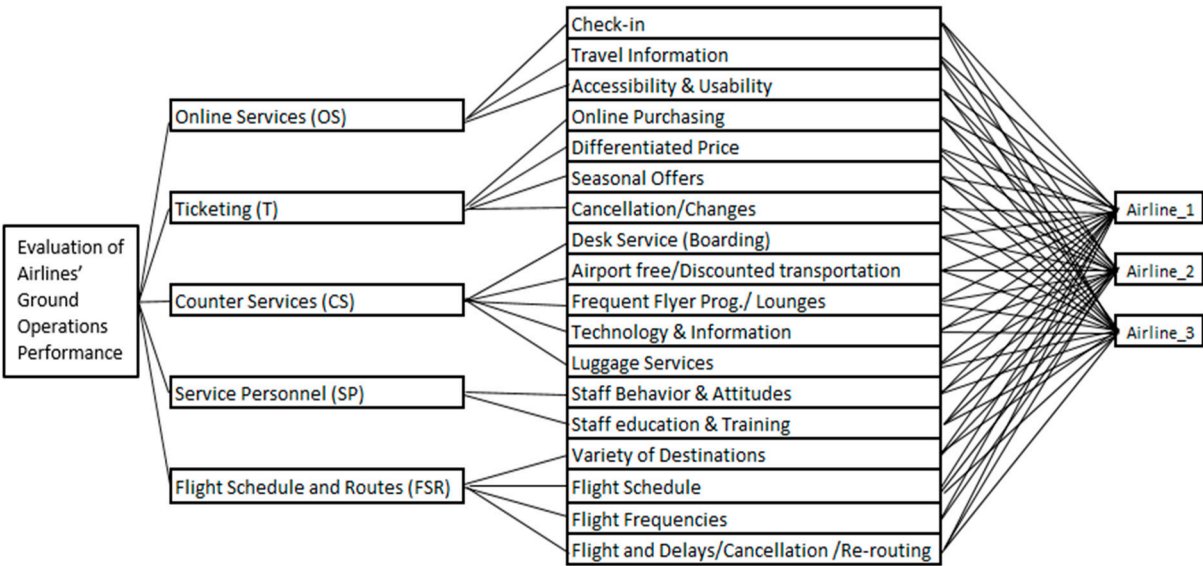 Evaluation of
Airlines'
Ground
Operations
Performance
Online Services (OS)
Ticketing (T)
Counter Services (CS)
Service Personnel (SP)
Flight Schedule and Routes (FSR)
Check-in
Travel Information
Accessibility & Usability
Online Purchasing
Differentiated Price
Seasonal Offers
Cancellation/Changes
Desk Service (Boarding)
Airport free/Discounted transportation
Frequent Flyer Prog./ Lounges
Technology & Information
Luggage Services
Staff Behavior & Attitudes
Staff education & Training
Variety of Destinations
Flight Schedule
Flight Frequencies
Flight and Delays/Cancellation /Re-routing
Airline_1
Airline_2
Airline_3